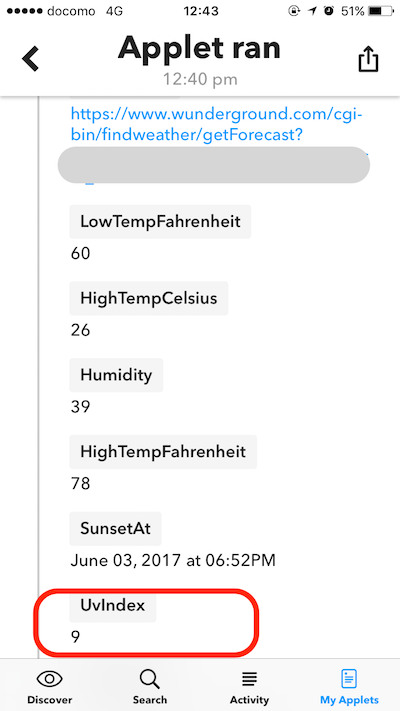 docomo 4G 12:43 51%
Applet ran
12:40 pm
https://www.wunderground.com/cgi-
bin/findweather/getForecast?
LowTempFahrenheit
60
HighTempCelsius
26
Humidity
39
HighTempFahrenheit
78
SunsetAt
June 03, 2017 at 06:52PM
UvIndex
9
Discover Search Activity My Applets